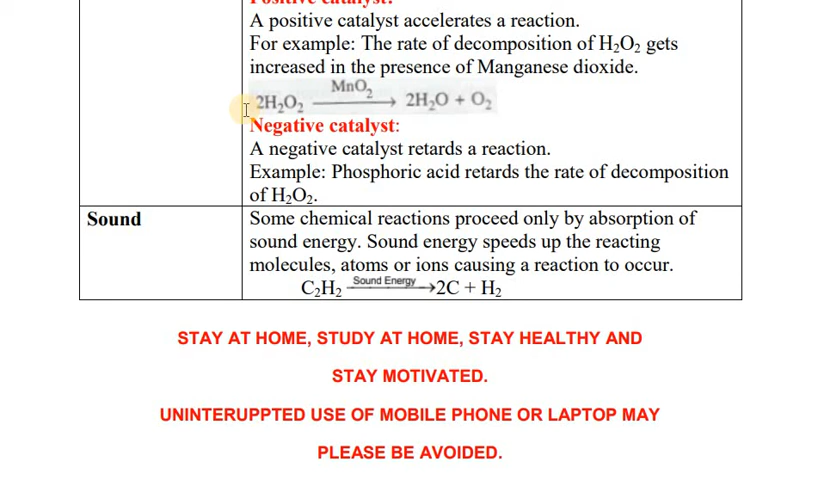 Positive catalyst:
A positive catalyst accelerates a reaction.
For example: The rate of decomposition of H₂O₂ gets
increased in the presence of Manganese dioxide.
MnO₂
2H₂O₂ ⟶ 2H₂O + O₂
Negative catalyst:
A negative catalyst retards a reaction.
Example: Phosphoric acid retards the rate of decomposition
of H₂O₂.
Sound
Some chemical reactions proceed only by absorption of
sound energy. Sound energy speeds up the reacting
molecules, atoms or ions causing a reaction to occur.
Sound Energy
C₂H₂ ⟶2C + H₂
STAY AT HOME, STUDY AT HOME, STAY HEALTHY AND
STAY MOTIVATED.
UNINTERUPPTED USE OF MOBILE PHONE OR LAPTOP MAY
PLEASE BE AVOIDED.